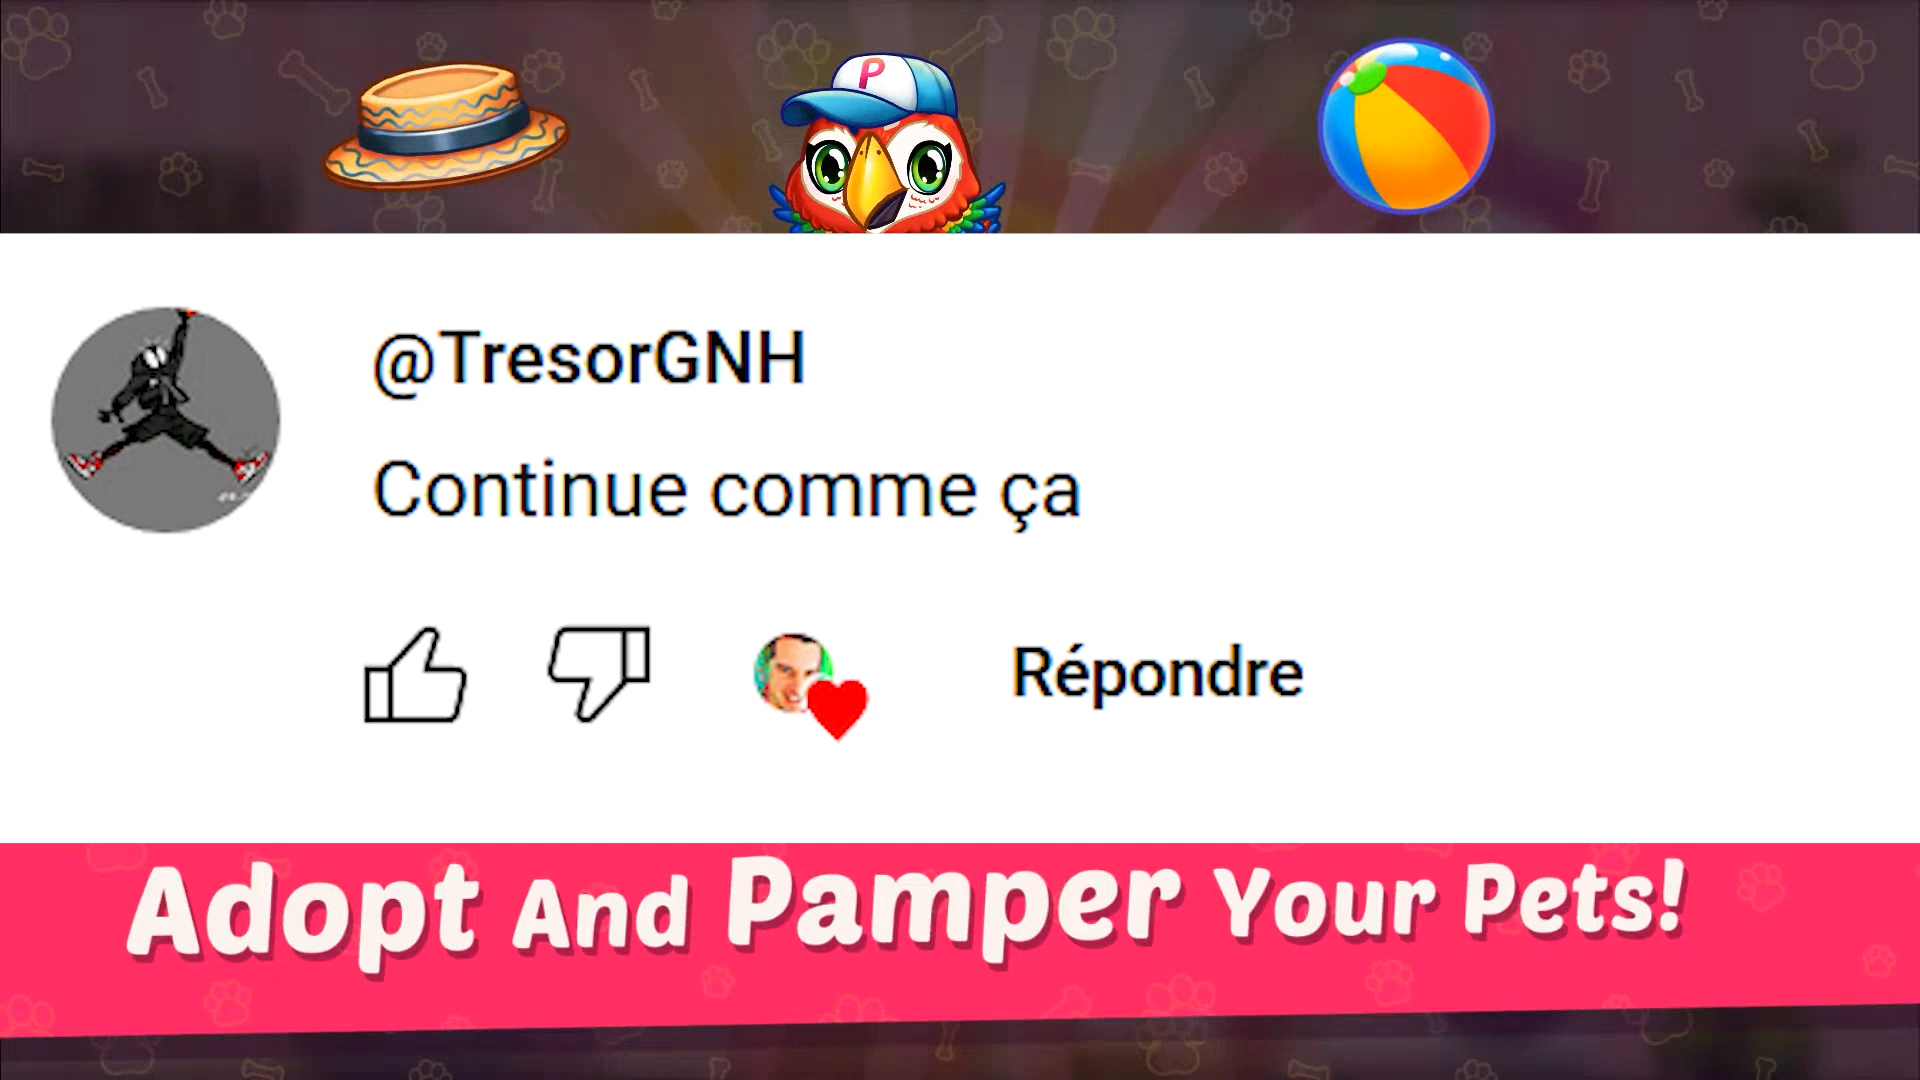 P
@TresorGNH
Continue comme ça
Répondre
Adopt And Pamper Your Pets!